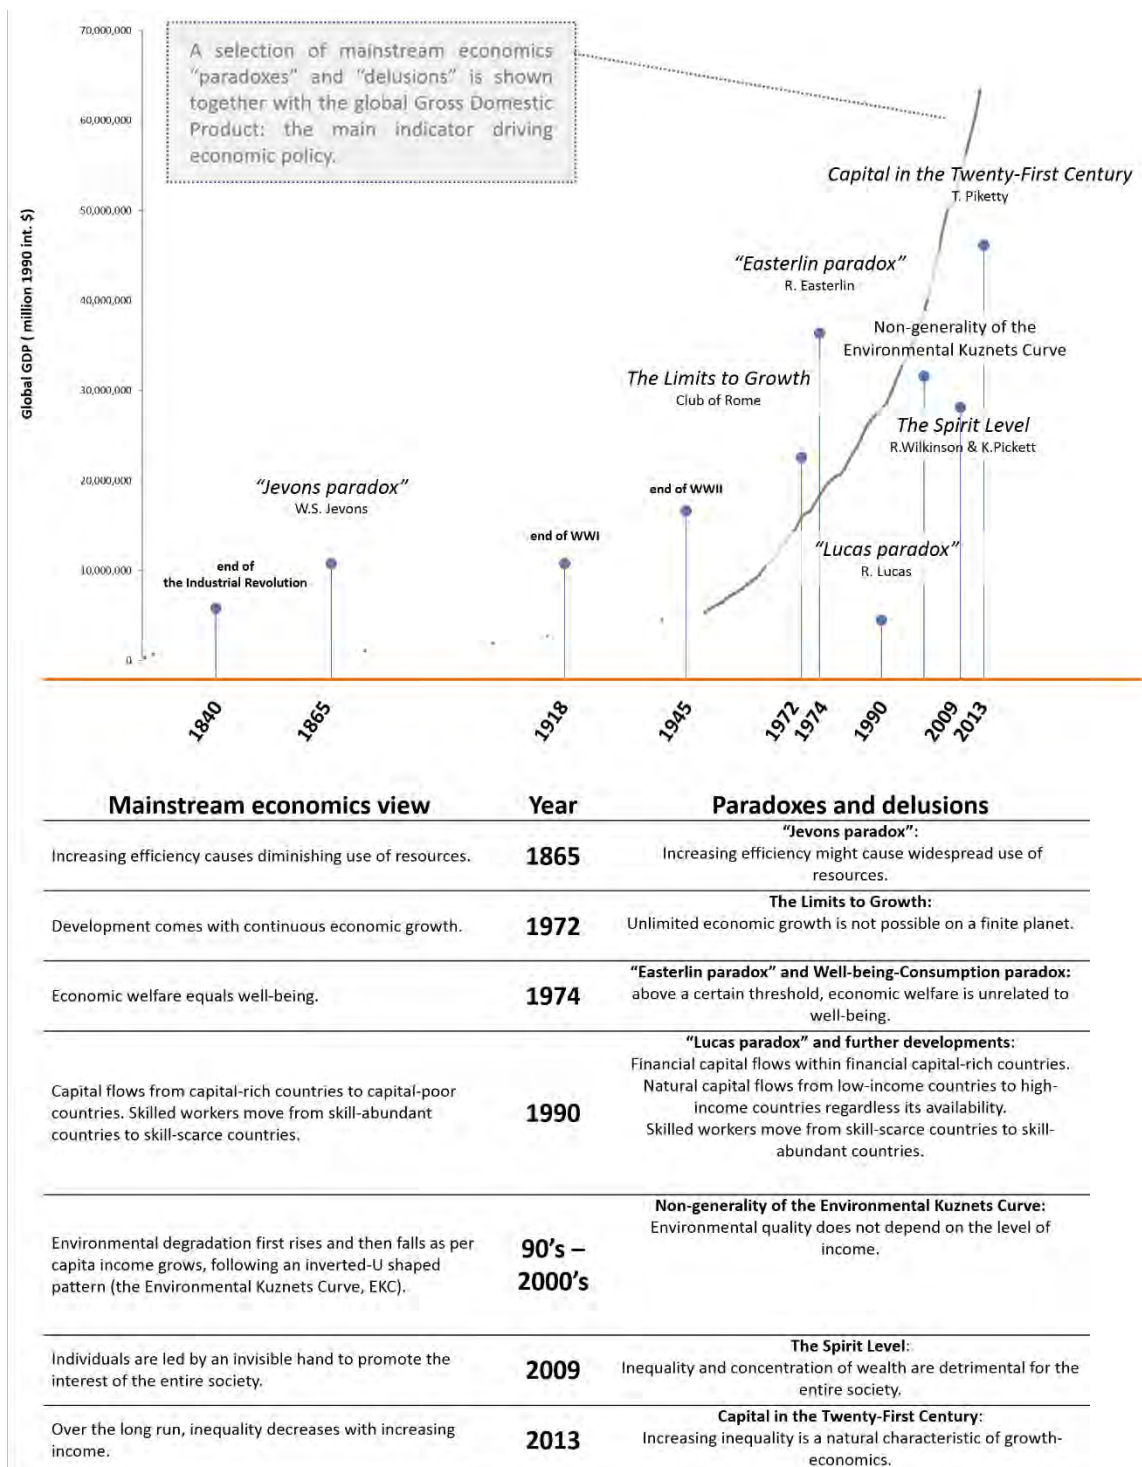 70,000,000
A selection of mainstream economics
"paradoxes" and "delusions" is shown
together with the global Gross Domestic
Product: the main indicator driving
economic policy.
60,000,000
Capital in the Twenty-First Century
T. Piketty
50,000,000
Global GDP ( million 1990 int. $)
"Easterlin paradox"
R. Easterlin
40,000,000
Non-generality of the
Environmental Kuznets Curve
The Limits to Growth
Club of Rome
30,000,000
The Spirit Level
R.Wilkinson & K.Pickett
20,000,000
"Jevons paradox"
W.S. Jevons
end of WWII
end of WWI
"Lucas paradox"
R. Lucas
10,000,000
end of
the Industrial Revolution
0
1840
1865
1918
1945
1972
1974
1990
2009
2013
Mainstream economics view Year Paradoxes and delusions
Increasing efficiency causes diminishing use of resources.
1865
"Jevons paradox":
Increasing efficiency might cause widespread use of
resources.
Development comes with continuous economic growth.
1972
The Limits to Growth:
Unlimited economic growth is not possible on a finite planet.
Economic welfare equals well-being.
1974
"Easterlin paradox" and Well-being-Consumption paradox:
above a certain threshold, economic welfare is unrelated to
well-being.
Capital flows from capital-rich countries to capital-poor
countries. Skilled workers move from skill-abundant
countries to skill-scarce countries.
1990
"Lucas paradox" and further developments:
Financial capital flows within financial capital-rich countries.
Natural capital flows from low-income countries to high-
income countries regardless its availability.
Skilled workers move from skill-scarce countries to skill-
abundant countries.
Environmental degradation first rises and then falls as per
capita income grows, following an inverted-U shaped
pattern (the Environmental Kuznets Curve, EKC).
90's –
2000's
Non-generality of the Environmental Kuznets Curve:
Environmental quality does not depend on the level of
income.
Individuals are led by an invisible hand to promote the
interest of the entire society.
2009
The Spirit Level:
Inequality and concentration of wealth are detrimental for the
entire society.
Over the long run, inequality decreases with increasing
income.
2013
Capital in the Twenty-First Century:
Increasing inequality is a natural characteristic of growth-
economics.